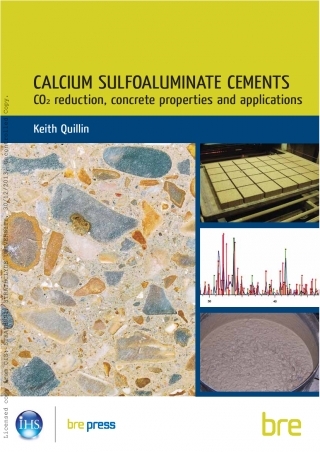 CALCIUM SULFOALUMINATE CEMENTS
CO₂ reduction, concrete properties and applications
Keith Quillin
IHS
bre press
bre